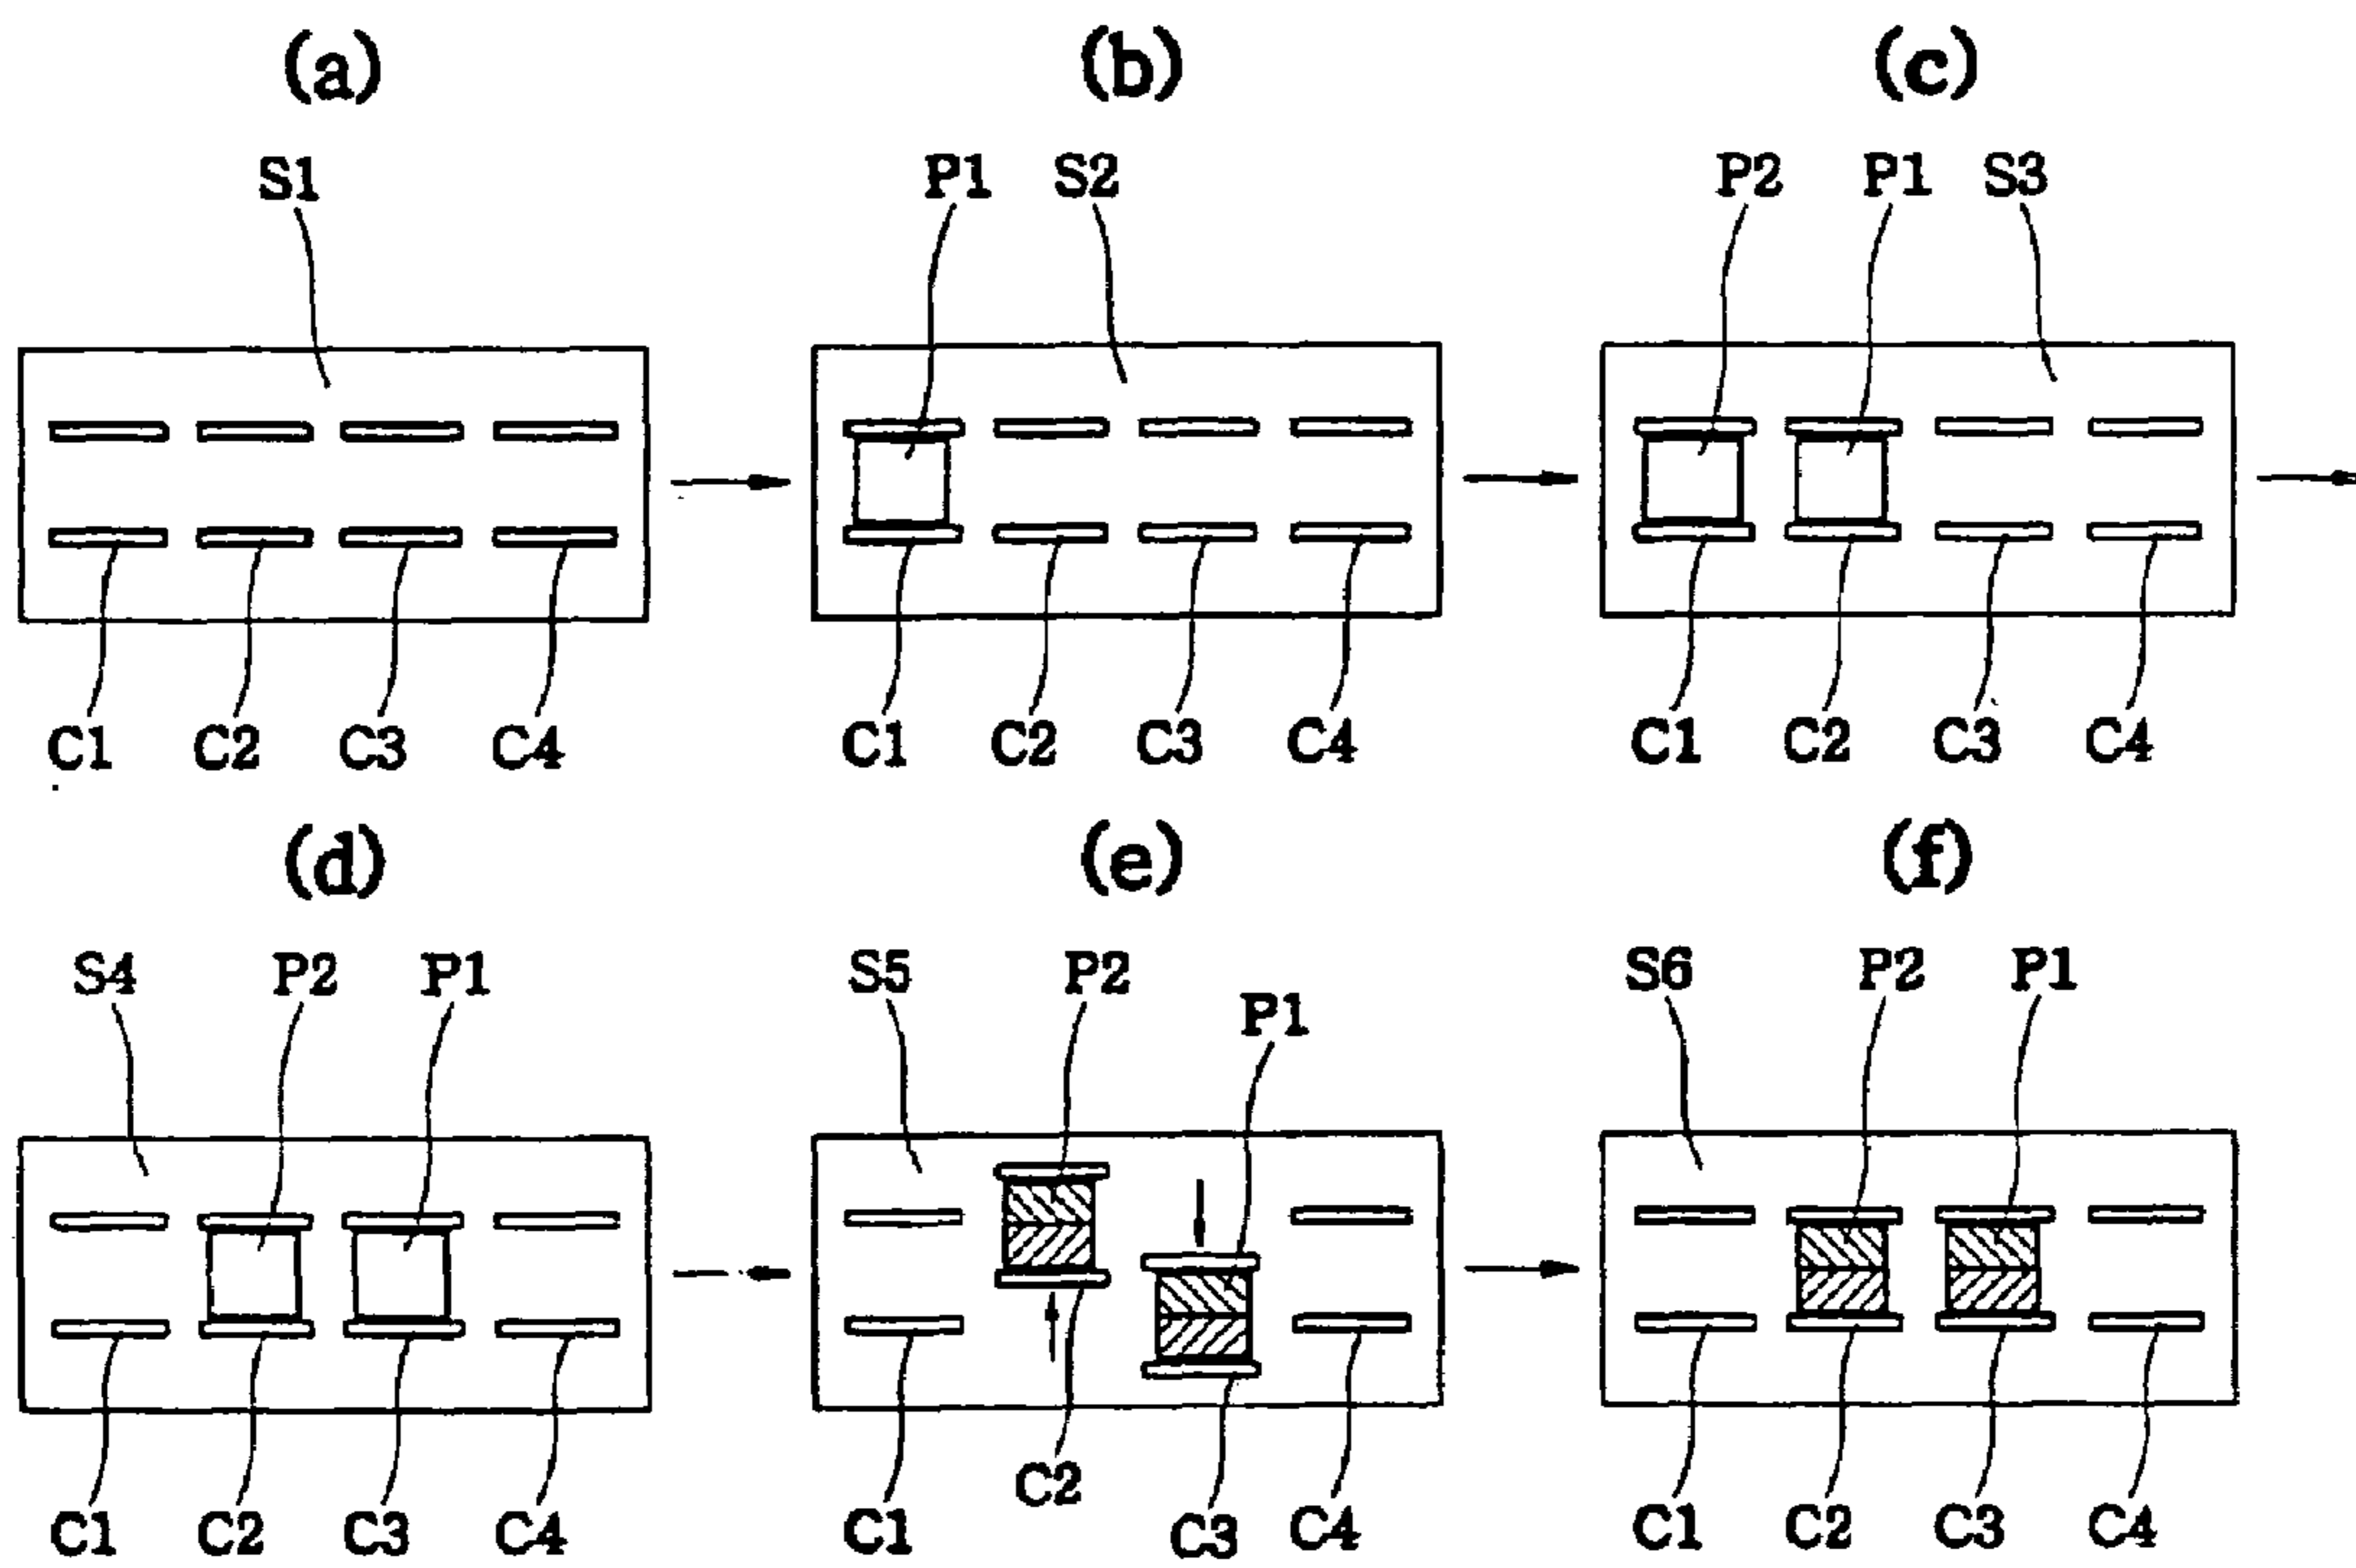 (a) (b) (c)
S1 P1 S2 P2 P1 S3
C1 C2 C3 C4 C1 C2 C3 C4 C1 C2 C3 C4
(d) (e) (f)
S4 P2 P1 S5 P2 P1 S6 P2 P1
C1 C2 C3 C4 C1 C2 C3 C4 C1 C2 C3 C4